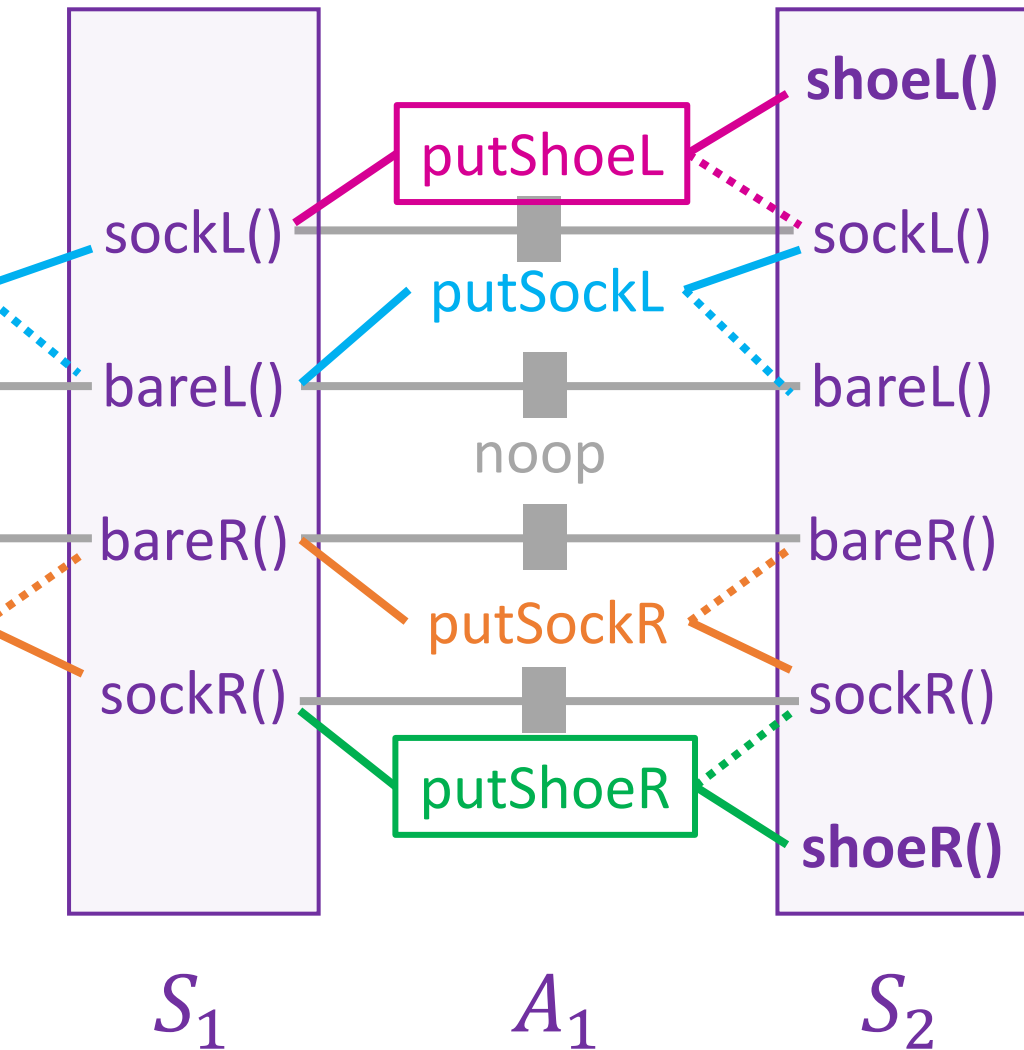 shoeL()
putShoeL
sockL() sockL()
putSockL
bareL() bareL()
noop
bareR() bareR()
putSockR
sockR() sockR()
putShoeR
shoeR()
S₁ A₁ S₂